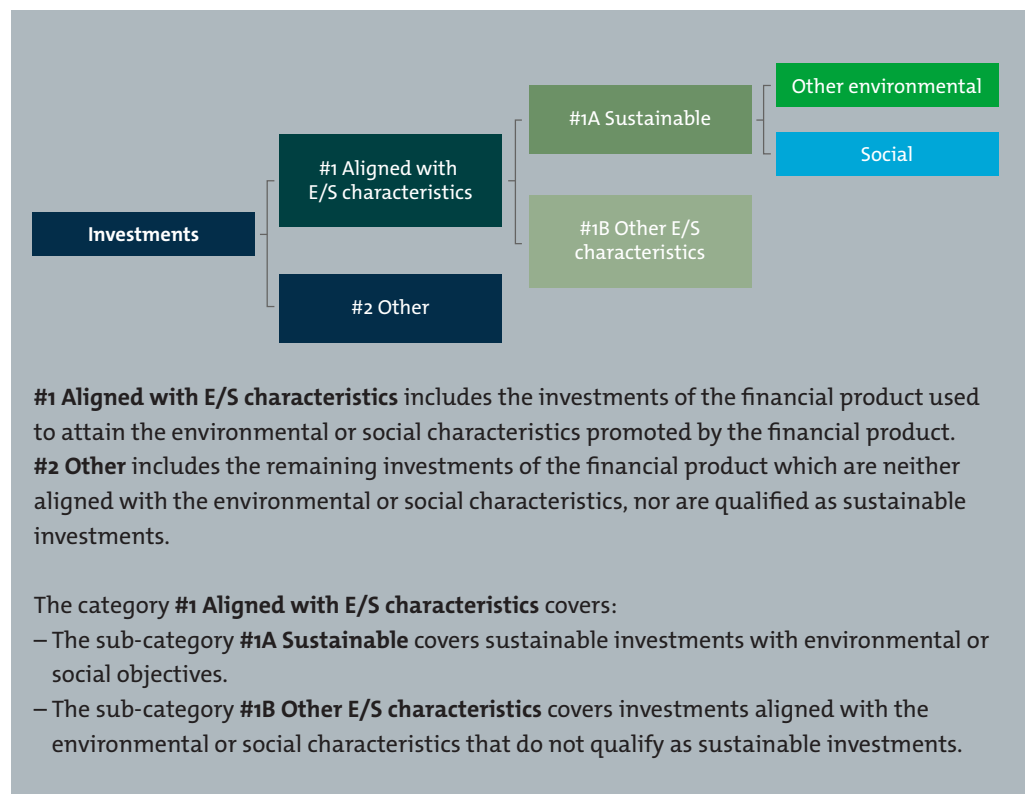 Investments
#1 Aligned with
E/S characteristics
#2 Other
#1A Sustainable
#1B Other E/S
characteristics
Other environmental
Social
#1 Aligned with E/S characteristics includes the investments of the financial product used
to attain the environmental or social characteristics promoted by the financial product.
#2 Other includes the remaining investments of the financial product which are neither
aligned with the environmental or social characteristics, nor are qualified as sustainable
investments.
The category #1 Aligned with E/S characteristics covers:
– The sub-category #1A Sustainable covers sustainable investments with environmental or
social objectives.
– The sub-category #1B Other E/S characteristics covers investments aligned with the
environmental or social characteristics that do not qualify as sustainable investments.